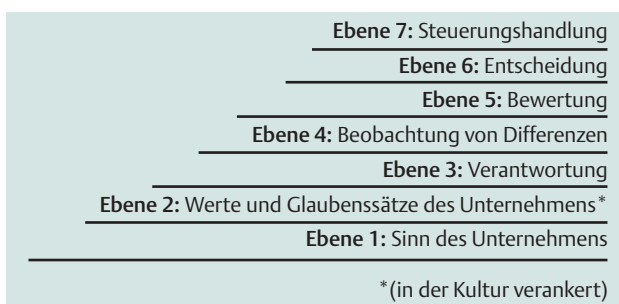 Ebene 7: Steuerungshandlung
Ebene 6: Entscheidung
Ebene 5: Bewertung
Ebene 4: Beobachtung von Differenzen
Ebene 3: Verantwortung
Ebene 2: Werte und Glaubenssätze des Unternehmens*
Ebene 1: Sinn des Unternehmens
*(in der Kultur verankert)